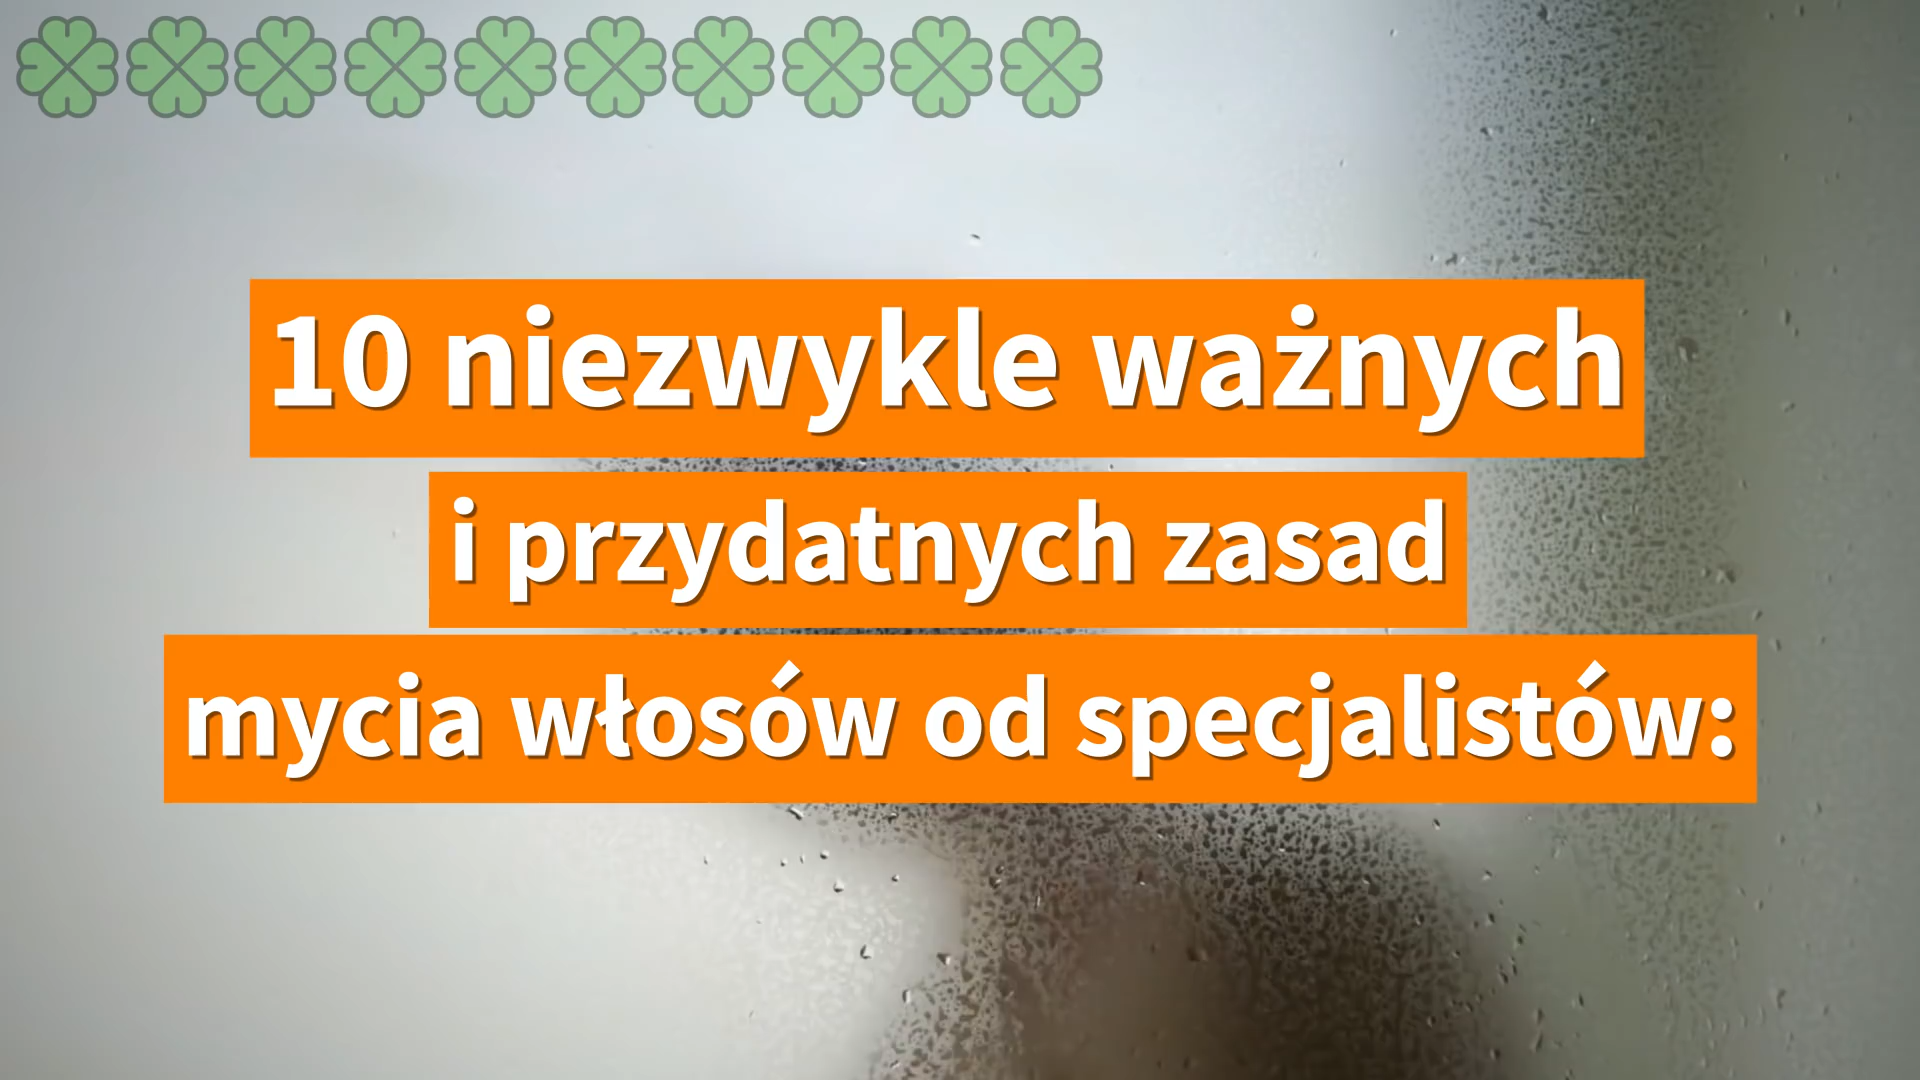 10 niezwykle ważnych
i przydatnych zasad
mycia włosów od specjalistów: